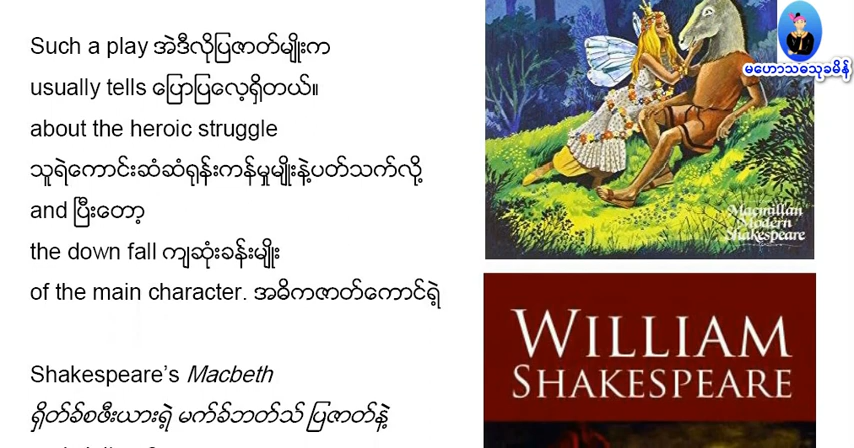 Such a play အဲဒီလိုပြဇာတ်မျိုးက
usually tells ပြောပြလေ့ရှိတယ်။
about the heroic struggle
သူရဲကောင်းဆံဆံရုန်းကန်မှုမျိုးနဲ့ပတ်သက်လို့
and ပြီးတော့
the down fall ကျဆုံးခန်းမျိုး
of the main character. အဓိကဇာတ်ကောင်ရဲ့
Shakespeare’s Macbeth
ရှိတ်ခ်စဖီးယားရဲ့ မက်ခ်ဘတ်သ် ပြဇာတ်နဲ့
မဟောသဓသုခမိန်
Macmillan
Modern
Shakespeare
WILLIAM
SHAKESPEARE